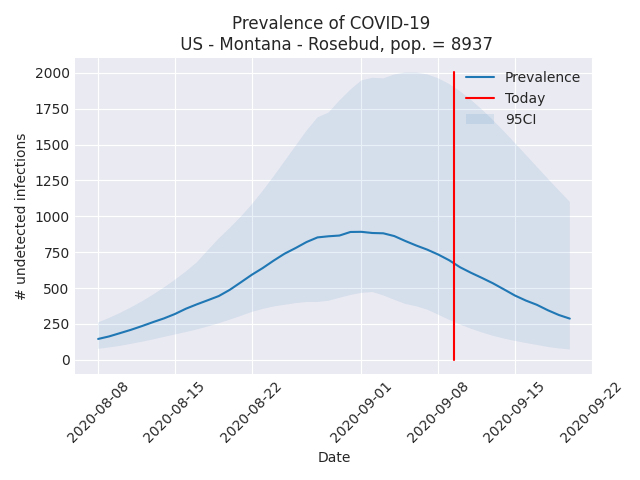 Prevalence of COVID-19
US - Montana - Rosebud, pop. = 8937
2000
1750
1500
1250
1000
750
500
250
0
# undetected infections
Prevalence
Today
95CI
2020-08-08
2020-08-15
2020-08-22
2020-09-01
2020-09-08
2020-09-15
2020-09-22
Date